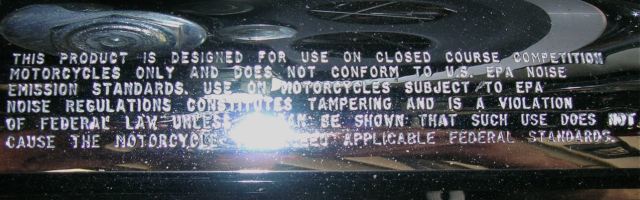 THIS PRODUCT IS DESIGNED FOR USE ON CLOSED COURSE COMPETITION
MOTORCYCLES ONLY AND DOES NOT CONFORM TO U.S. EPA NOISE
EMISSION STANDARDS. USE ON MOTORCYCLES SUBJECT TO EPA
NOISE REGULATIONS CONSTITUTES TAMPERING AND IS A VIOLATION
OF FEDERAL LAW UNLESS BE SHOWN THAT SUCH USE DOES NOT
CAUSE THE MOTORCYCLE APPLICABLE FEDERAL STANDARDS.